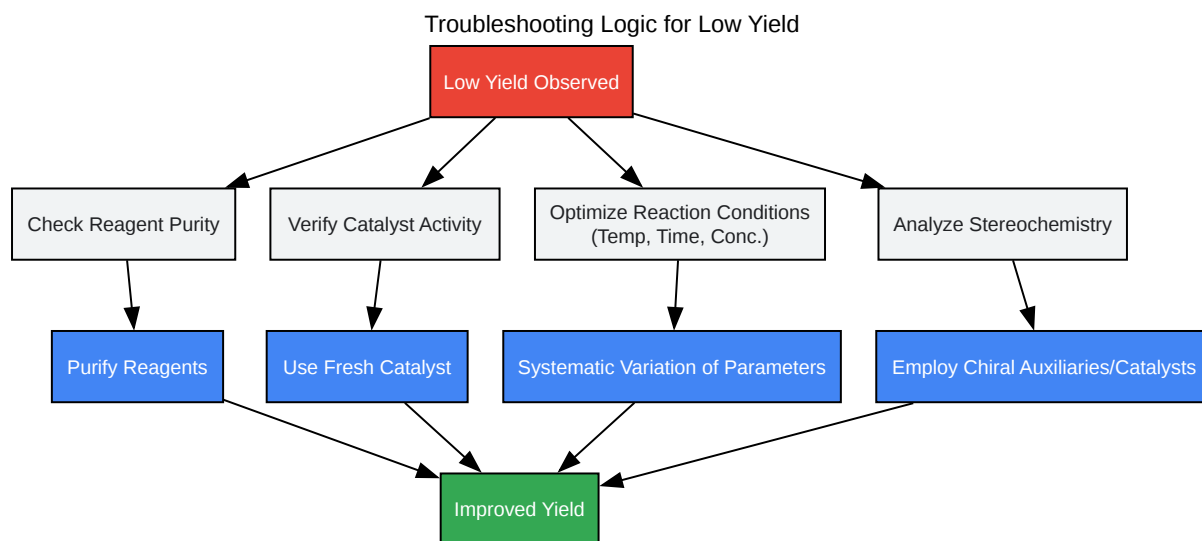 Troubleshooting Logic for Low Yield
Low Yield Observed
Check Reagent Purity
Verify Catalyst Activity
Optimize Reaction Conditions
(Temp, Time, Conc.)
Analyze Stereochemistry
Purify Reagents
Use Fresh Catalyst
Systematic Variation of Parameters
Employ Chiral Auxiliaries/Catalysts
Improved Yield